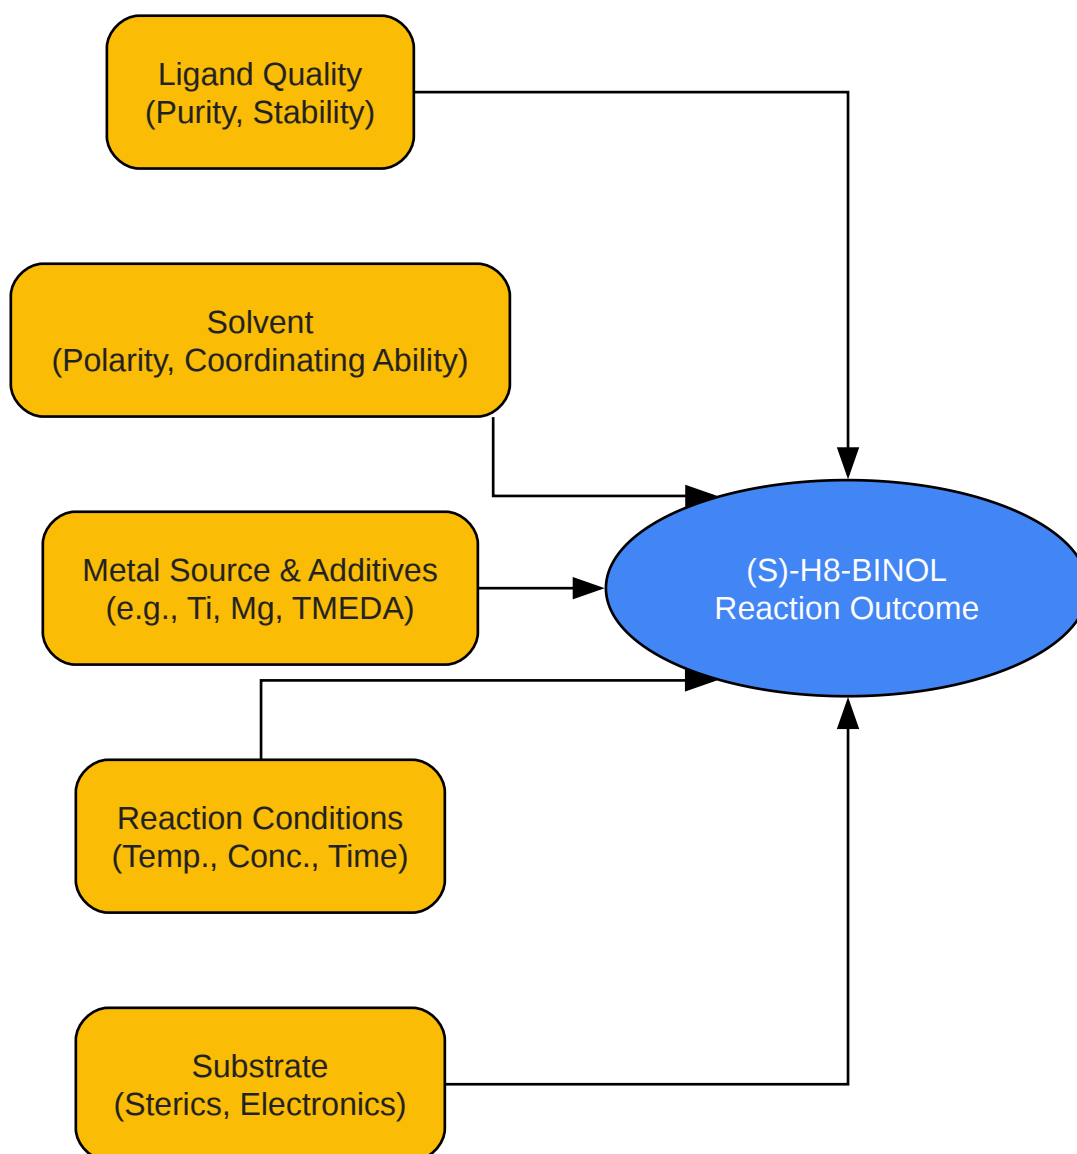 Ligand Quality
(Purity, Stability)
Solvent
(Polarity, Coordinating Ability)
Metal Source & Additives
(e.g., Ti, Mg, TMEDA)
(S)-H8-BINOL
Reaction Outcome
Reaction Conditions
(Temp., Conc., Time)
Substrate
(Sterics, Electronics)